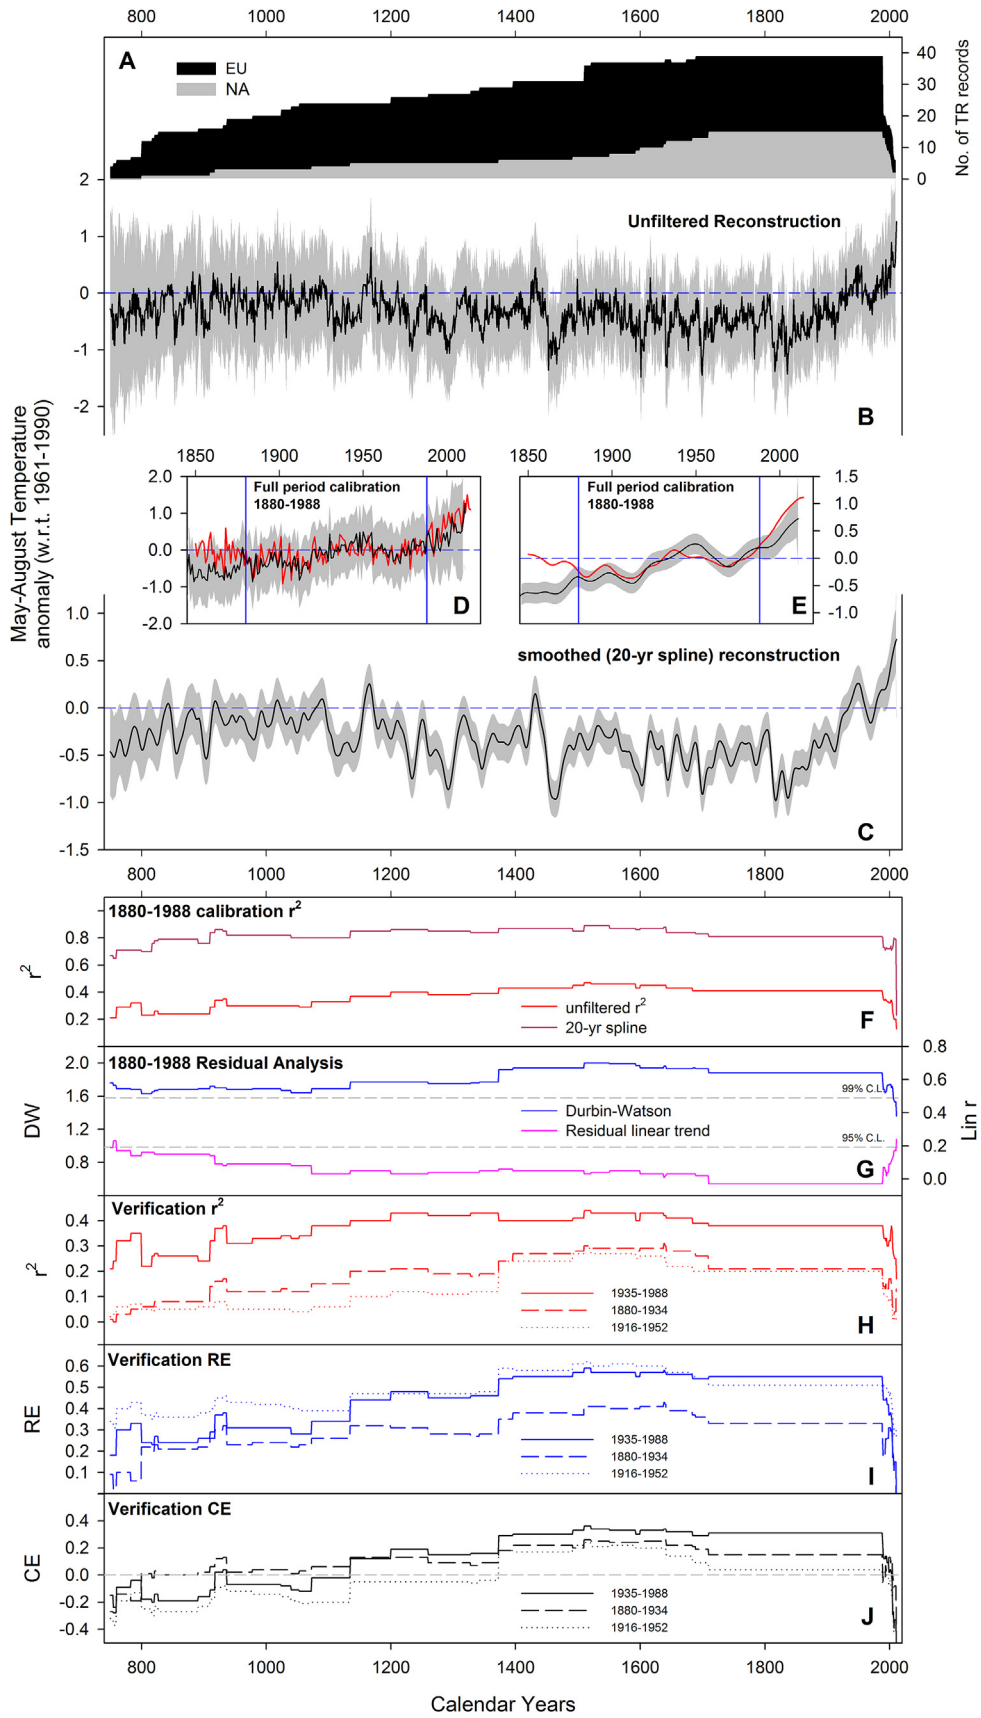 800 1000 1200 1400 1600 1800 2000
A
EU
NA
40
30
20
10
0
No. of TR records
2
1
0
-1
-2
Unfiltered Reconstruction
B
May-August Temperature
anomaly (w.r.t. 1961-1990)
1850 1900 1950 2000
2.0
1.0
0.0
-1.0
-2.0
Full period calibration
1880-1988
D
1850 1900 1950 2000
Full period calibration
1880-1988
1.5
1.0
0.5
0.0
-0.5
-1.0
E
1.0
0.5
0.0
-0.5
-1.0
-1.5
smoothed (20-yr spline) reconstruction
C
800 1000 1200 1400 1600 1800 2000
1880-1988 calibration r²
0.8
0.6
0.4
0.2
r²
unfiltered r²
20-yr spline
F
1880-1988 Residual Analysis
2.0
1.6
1.2
0.8
DW
0.8
0.6
0.4
0.2
0.0
Lin r
99% C.L.
95% C.L.
Durbin-Watson
Residual linear trend
G
Verification r²
0.4
0.3
0.2
0.1
0.0
r²
1935-1988
1880-1934
1916-1952
H
Verification RE
0.6
0.5
0.4
0.3
0.2
0.1
RE
1935-1988
1880-1934
1916-1952
I
Verification CE
0.4
0.2
0.0
-0.2
-0.4
CE
1935-1988
1880-1934
1916-1952
J
800 1000 1200 1400 1600 1800 2000
Calendar Years